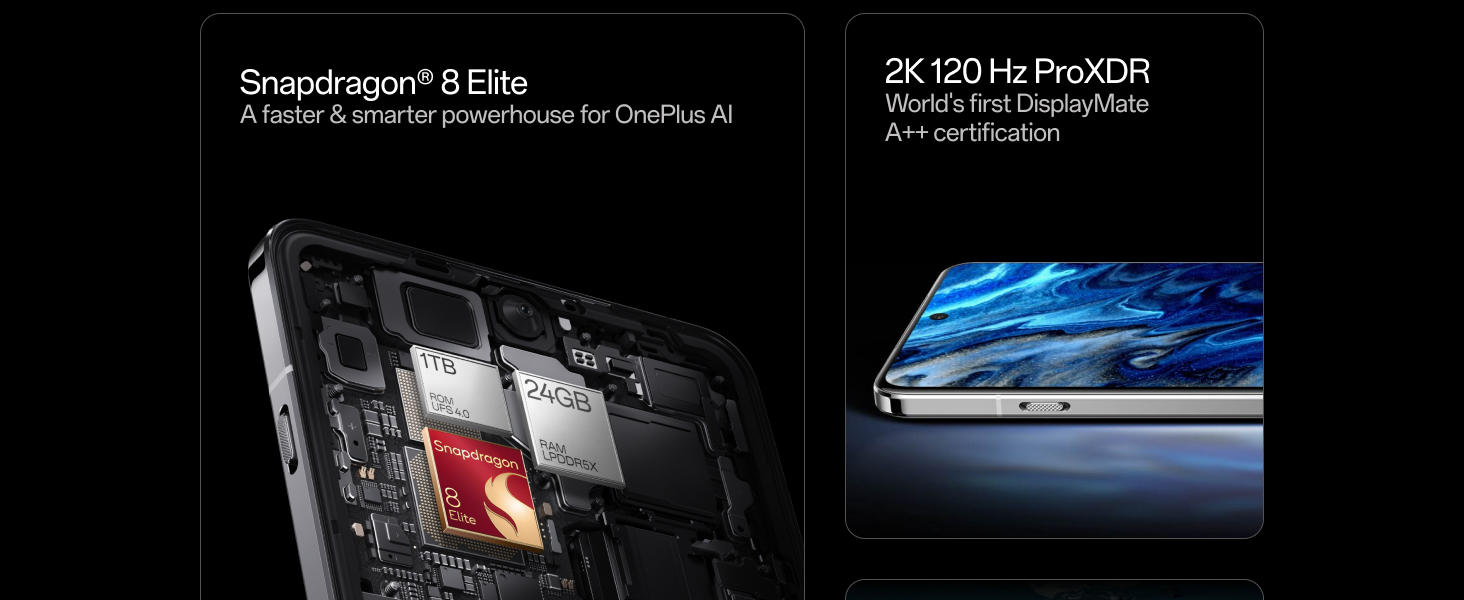 Snapdragon® 8 Elite
A faster & smarter powerhouse for OnePlus AI
1TB
ROM
UFS 4.0
24GB
RAM
LPDDR5X
Snapdragon
8
Elite
2K 120 Hz ProXDR
World's first DisplayMate
A++ certification